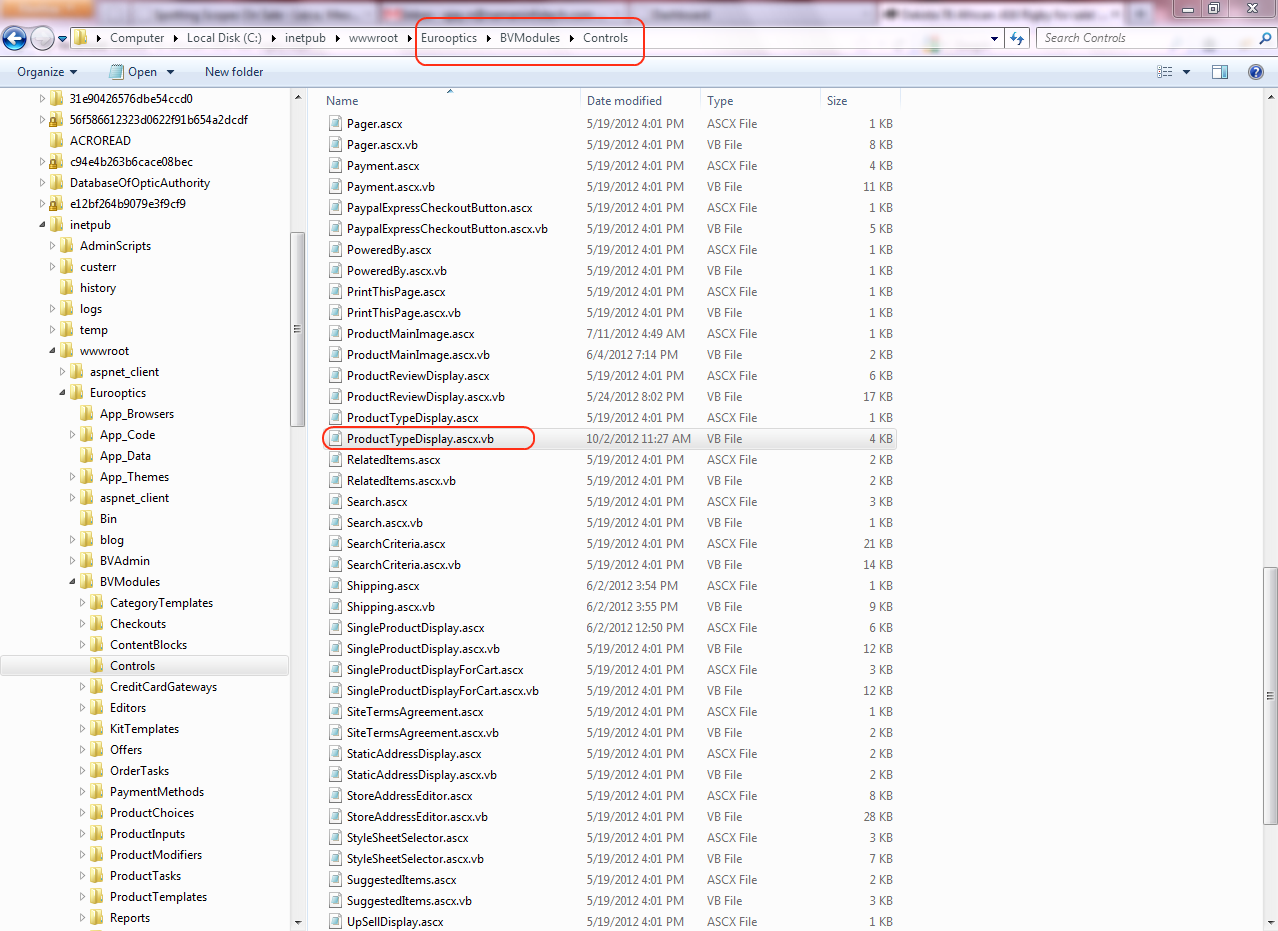 Computer Local Disk (C:) inetpub wwwroot Eurooptics BVModules Controls
Search Controls
Organize Open New folder
31e90426576dbe54ccd0
56f586612323d0622f91b654a2dcdf
ACROREAD
c94e4b263b6cace08bec
DatabaseOfOpticAuthority
e12bf264b9079e3f9cf9
inetpub
AdminScripts
custerr
history
logs
temp
wwwroot
aspnet_client
Eurooptics
App_Browsers
App_Code
App_Data
App_Themes
aspnet_client
Bin
blog
BVAdmin
BVModules
CategoryTemplates
Checkouts
ContentBlocks
Controls
CreditCardGateways
Editors
KitTemplates
Offers
OrderTasks
PaymentMethods
ProductChoices
ProductInputs
ProductModifiers
ProductTasks
ProductTemplates
Reports
Name Date modified Type Size
Pager.ascx 5/19/2012 4:01 PM ASCX File 1 KB
Pager.ascx.vb 5/19/2012 4:01 PM VB File 8 KB
Payment.ascx 5/19/2012 4:01 PM ASCX File 4 KB
Payment.ascx.vb 5/19/2012 4:01 PM VB File 11 KB
PaypalExpressCheckoutButton.ascx 5/19/2012 4:01 PM ASCX File 1 KB
PaypalExpressCheckoutButton.ascx.vb 5/19/2012 4:01 PM VB File 5 KB
PoweredBy.ascx 5/19/2012 4:01 PM ASCX File 1 KB
PoweredBy.ascx.vb 5/19/2012 4:01 PM VB File 1 KB
PrintThisPage.ascx 5/19/2012 4:01 PM ASCX File 1 KB
PrintThisPage.ascx.vb 5/19/2012 4:01 PM VB File 1 KB
ProductMainImage.ascx 7/11/2012 4:49 AM ASCX File 1 KB
ProductMainImage.ascx.vb 6/4/2012 7:14 PM VB File 2 KB
ProductReviewDisplay.ascx 5/19/2012 4:01 PM ASCX File 6 KB
ProductReviewDisplay.ascx.vb 5/24/2012 8:02 PM VB File 17 KB
ProductTypeDisplay.ascx 5/19/2012 4:01 PM ASCX File 1 KB
ProductTypeDisplay.ascx.vb 10/2/2012 11:27 AM VB File 4 KB
RelatedItems.ascx 5/19/2012 4:01 PM ASCX File 2 KB
RelatedItems.ascx.vb 5/19/2012 4:01 PM VB File 2 KB
Search.ascx 5/19/2012 4:01 PM ASCX File 3 KB
Search.ascx.vb 5/19/2012 4:01 PM VB File 1 KB
SearchCriteria.ascx 5/19/2012 4:01 PM ASCX File 21 KB
SearchCriteria.ascx.vb 5/19/2012 4:01 PM VB File 14 KB
Shipping.ascx 6/2/2012 3:54 PM ASCX File 1 KB
Shipping.ascx.vb 6/2/2012 3:55 PM VB File 9 KB
SingleProductDisplay.ascx 6/2/2012 12:50 PM ASCX File 6 KB
SingleProductDisplay.ascx.vb 5/19/2012 4:01 PM VB File 12 KB
SingleProductDisplayForCart.ascx 5/19/2012 4:01 PM ASCX File 3 KB
SingleProductDisplayForCart.ascx.vb 5/19/2012 4:01 PM VB File 12 KB
SiteTermsAgreement.ascx 5/19/2012 4:01 PM ASCX File 1 KB
SiteTermsAgreement.ascx.vb 5/19/2012 4:01 PM VB File 2 KB
StaticAddressDisplay.ascx 5/19/2012 4:01 PM ASCX File 2 KB
StaticAddressDisplay.ascx.vb 5/19/2012 4:01 PM VB File 2 KB
StoreAddressEditor.ascx 5/19/2012 4:01 PM ASCX File 8 KB
StoreAddressEditor.ascx.vb 5/19/2012 4:01 PM VB File 28 KB
StyleSheetSelector.ascx 5/19/2012 4:01 PM ASCX File 3 KB
StyleSheetSelector.ascx.vb 5/19/2012 4:01 PM VB File 7 KB
SuggestedItems.ascx 5/19/2012 4:01 PM ASCX File 2 KB
SuggestedItems.ascx.vb 5/19/2012 4:01 PM VB File 3 KB
UpSellDisplay.ascx 5/19/2012 4:01 PM ASCX File 1 KB